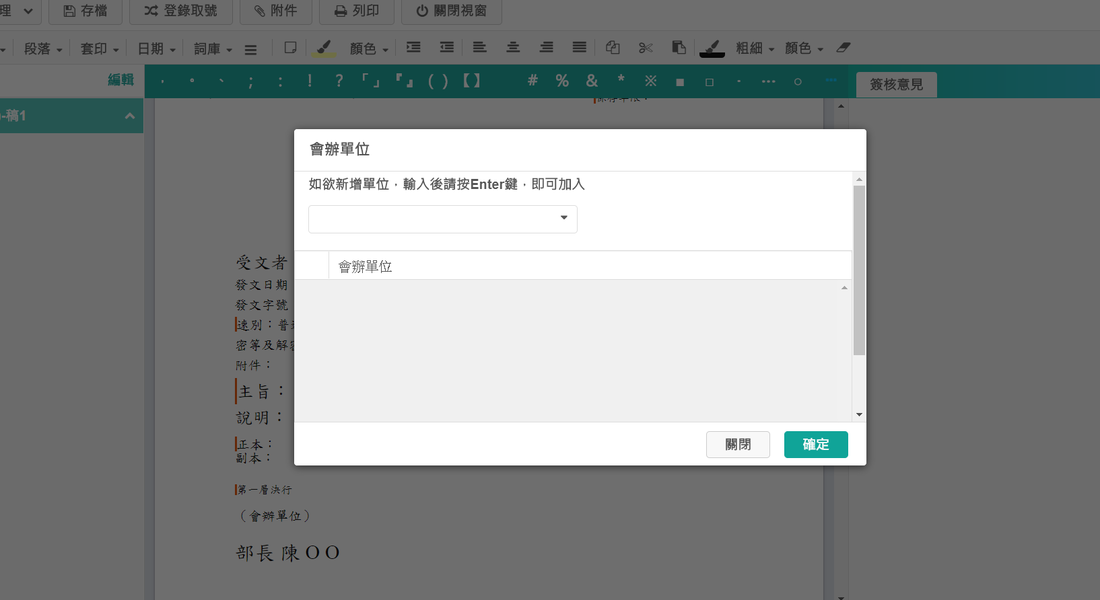 理 存檔 登錄取號 附件 列印 關閉視窗
段落 套印 日期 詞庫 顏色 粗細 顏色
編輯 , 。 、 ; : ! ? 「」 『』 ( ) 【】 # % & * ※ ■ □ · … ○ 簽核意見
-稿1
會辦單位
如欲新增單位，輸入後請按Enter鍵，即可加入
會辦單位
受文者
發文日期
發文字號
速別：普
密等及解密
附件：
主旨：
說明：
正本：
副本：
關閉 確定
第一層決行
（會辦單位）
部長 陳ＯＯ